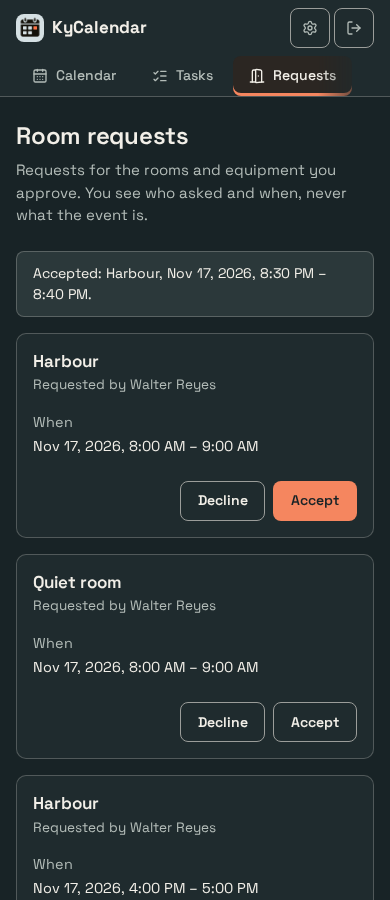 KyCalendar
Calendar
Tasks
Requests
Room requests
Requests for the rooms and equipment you
approve. You see who asked and when, never
what the event is.
Accepted: Harbour, Nov 17, 2026, 8:30 PM –
8:40 PM.
Harbour
Requested by Walter Reyes
When
Nov 17, 2026, 8:00 AM – 9:00 AM
Decline
Accept
Quiet room
Requested by Walter Reyes
When
Nov 17, 2026, 8:00 AM – 9:00 AM
Decline
Accept
Harbour
Requested by Walter Reyes
When
Nov 17, 2026, 4:00 PM – 5:00 PM